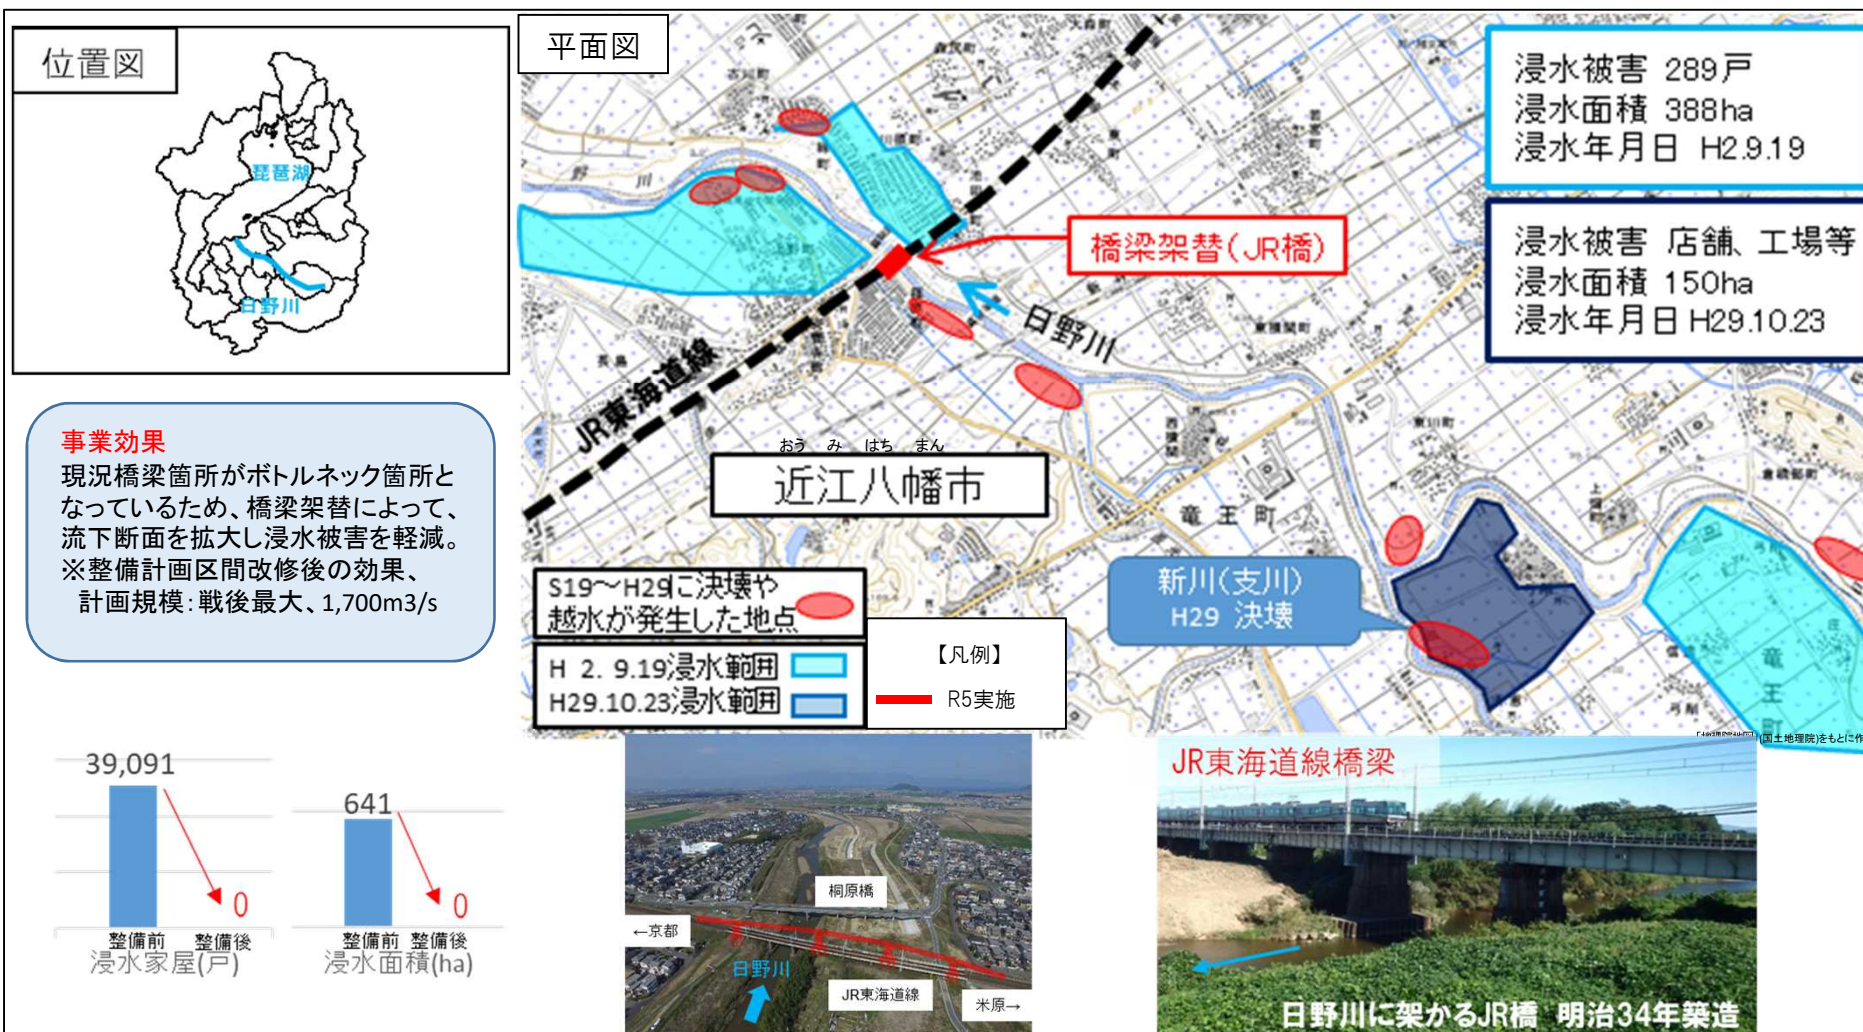 位置図
琵琶湖
日野川
平面図
浸水被害 289戸
浸水面積 388ha
浸水年月日 H2.9.19
浸水被害 店舗、工場等
浸水面積 150ha
浸水年月日 H29.10.23
橋梁架替(JR橋)
日野川
JR東海道線
おう み はち まん
近江八幡市
竜王町
新川(支川)
H29 決壊
竜王町
S19～H29に決壊や
越水が発生した地点
H 2. 9.19浸水範囲
H29.10.23浸水範囲
【凡例】
R5実施
事業効果
現況橋梁箇所がボトルネック箇所と
なっているため、橋梁架替によって、
流下断面を拡大し浸水被害を軽減。
※整備計画区間改修後の効果、
計画規模：戦後最大、1,700m3/s
39,091
0
整備前 整備後
浸水家屋(戸)
641
0
整備前 整備後
浸水面積(ha)
桐原橋
←京都
日野川
JR東海道線
米原→
JR東海道線橋梁
日野川に架かるJR橋 明治34年築造